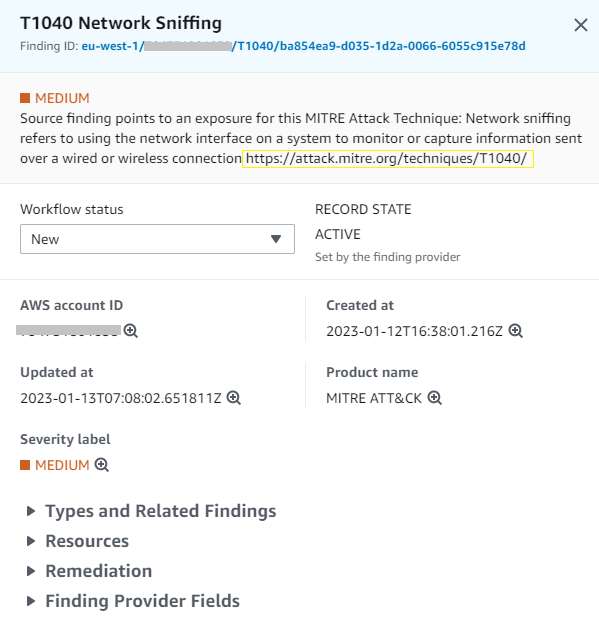 T1040 Network Sniffing
Finding ID: eu-west-1/ /T1040/ba854ea9-d035-1d2a-0066-6055c915e78d
MEDIUM
Source finding points to an exposure for this MITRE Attack Technique: Network sniffing
refers to using the network interface on a system to monitor or capture information sent
over a wired or wireless connection https://attack.mitre.org/techniques/T1040/
Workflow status
New
RECORD STATE
ACTIVE
Set by the finding provider
AWS account ID
Created at
2023-01-12T16:38:01.216Z
Updated at
2023-01-13T07:08:02.651811Z
Product name
MITRE ATT&CK
Severity label
MEDIUM
Types and Related Findings
Resources
Remediation
Finding Provider Fields